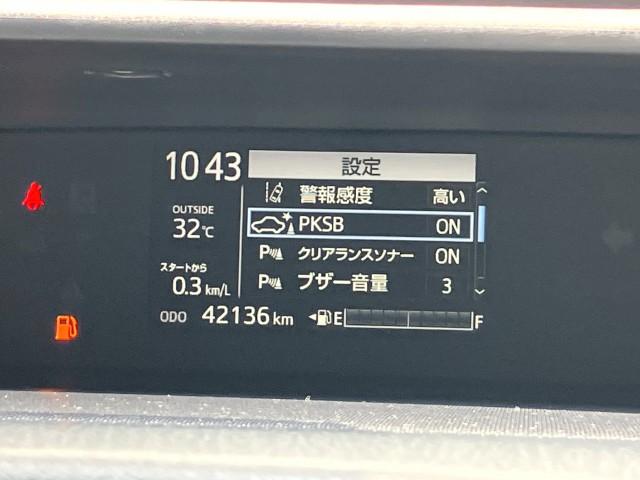 10 43
設定
警報感度 高い
OUTSIDE
32℃
PKSB ON
P クリアランスソナー ON
スタートから
0.3 km/L
P ブザー音量 3
ODO 42136 km
E F